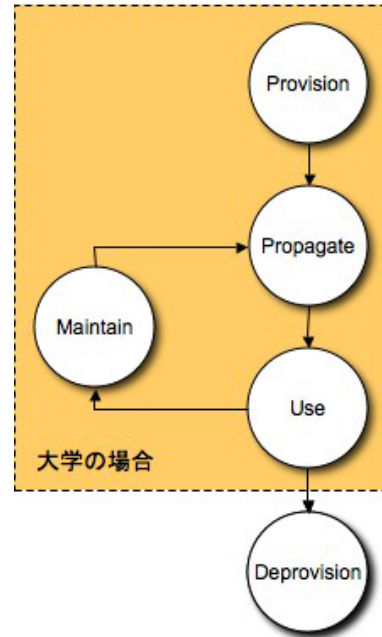 Provision
Propagate
Maintain
Use
大学の場合
Deprovision